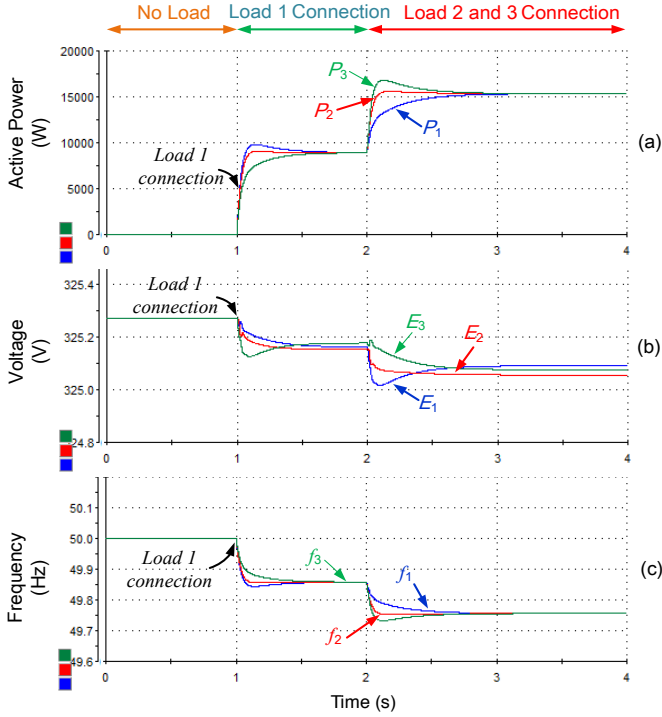 No Load
Load 1 Connection
Load 2 and 3 Connection
20000
15000
10000
5000
0
Active Power
(W)
P3
P2
P1
Load 1
connection
(a)
0
1
2
3
4
325.4
325.2
325.0
324.8
Voltage
(V)
Load 1
connection
E3
E2
E1
(b)
0
1
2
3
4
50.0
49.9
49.8
49.7
49.6
Frequency
(Hz)
Load 1
connection
f3
f1
f2
(c)
0
1
2
3
4
Time (s)